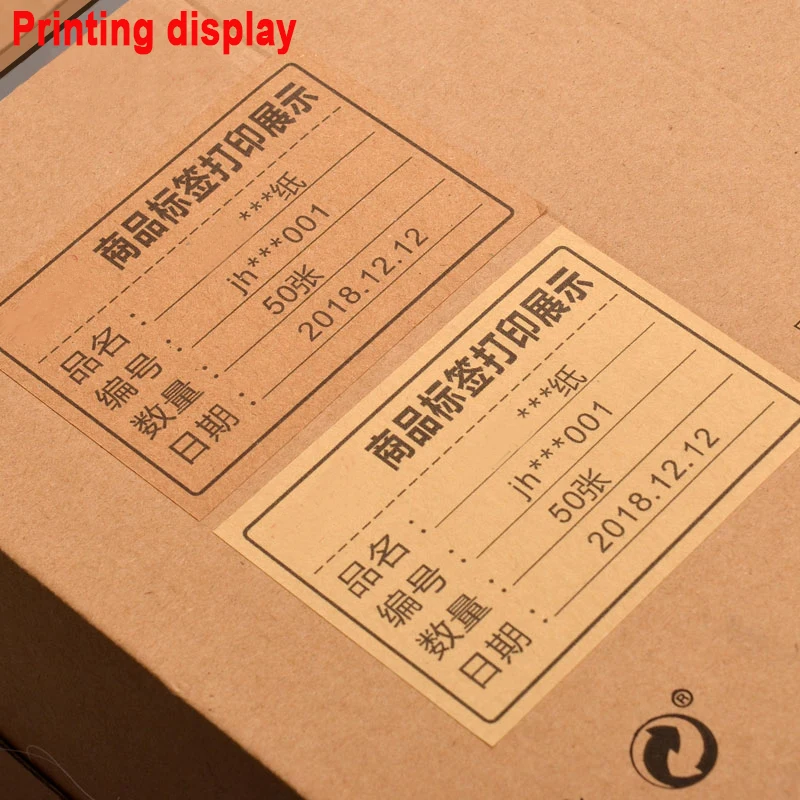 Printing display
商品标签打印展示
品名： ***纸
编号： jh***001
数量： 50张
日期： 2018.12.12
商品标签打印展示
品名： ***纸
编号： jh***001
数量： 50张
日期： 2018.12.12
®